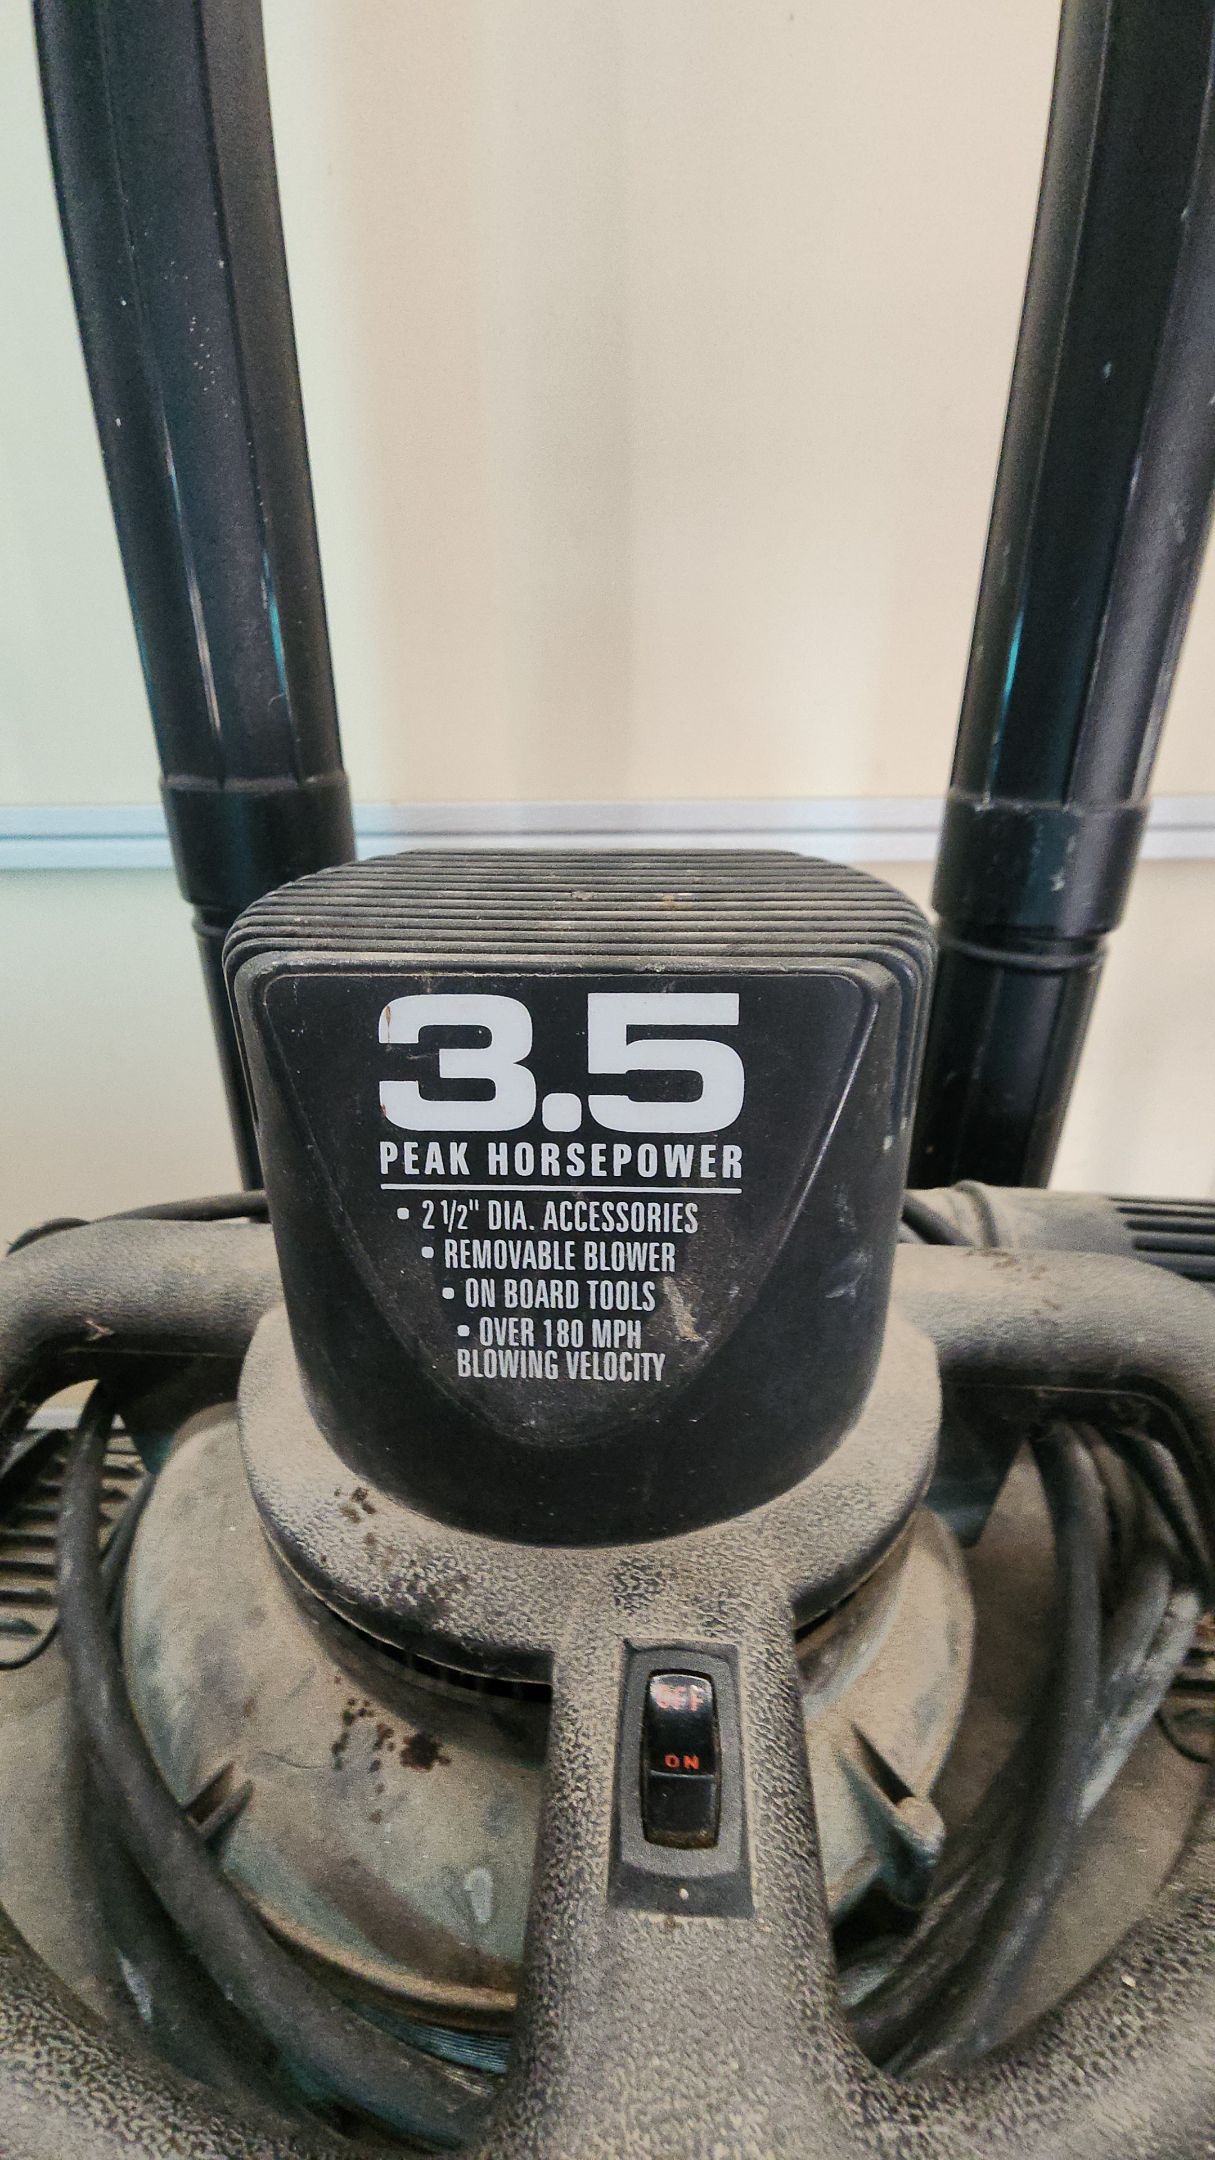 3.5
PEAK HORSEPOWER
• 2 1/2" DIA. ACCESSORIES
• REMOVABLE BLOWER
• ON BOARD TOOLS
• OVER 180 MPH
BLOWING VELOCITY
OFF
ON